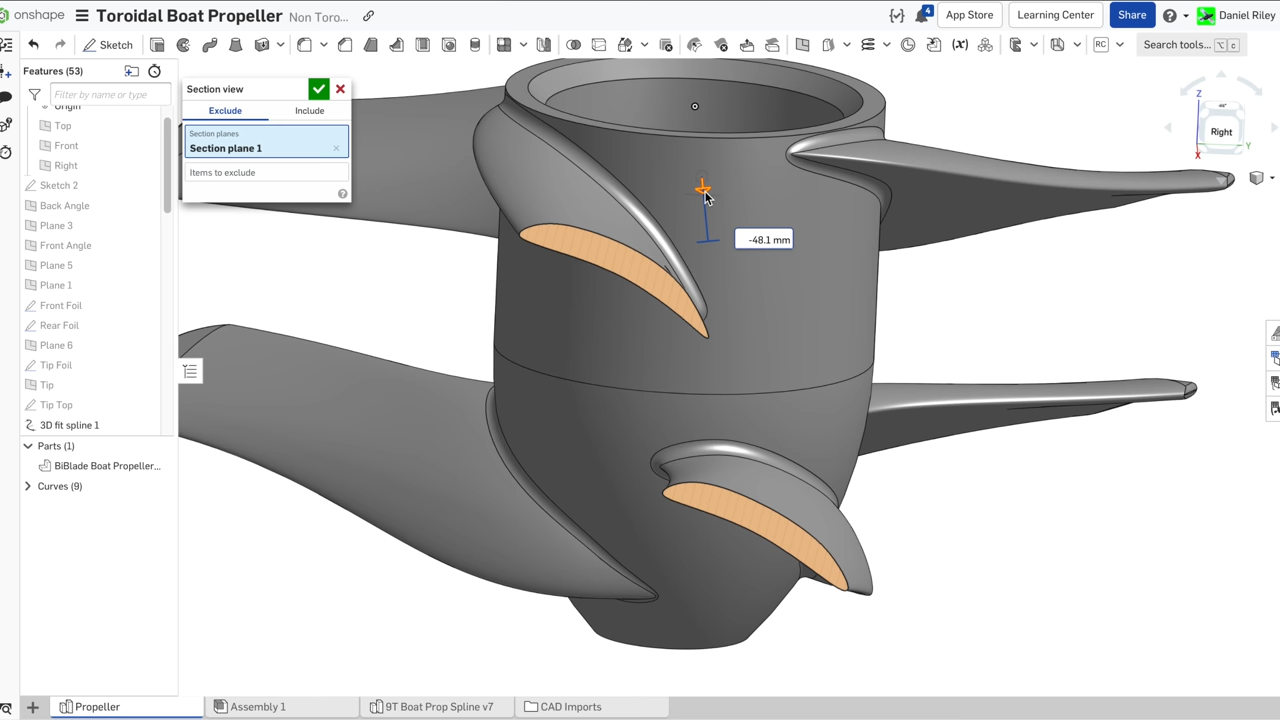 onshape
Toroidal Boat Propeller
Non Toro...
4
App Store
Learning Center
Share
Daniel Riley
Sketch
(x)
RC
Search tools...
⌥ c
Features (53)
Filter by name or type
Origin
Top
Front
Right
Sketch 2
Back Angle
Plane 3
Front Angle
Plane 5
Plane 1
Front Foil
Rear Foil
Plane 6
Tip Foil
Tip
Tip Top
3D fit spline 1
Parts (1)
BiBlade Boat Propeller...
Curves (9)
Section view
Exclude
Include
Section planes
Section plane 1
Items to exclude
-48.1 mm
Z
Right
Y
X
Propeller
Assembly 1
9T Boat Prop Spline v7
CAD Imports